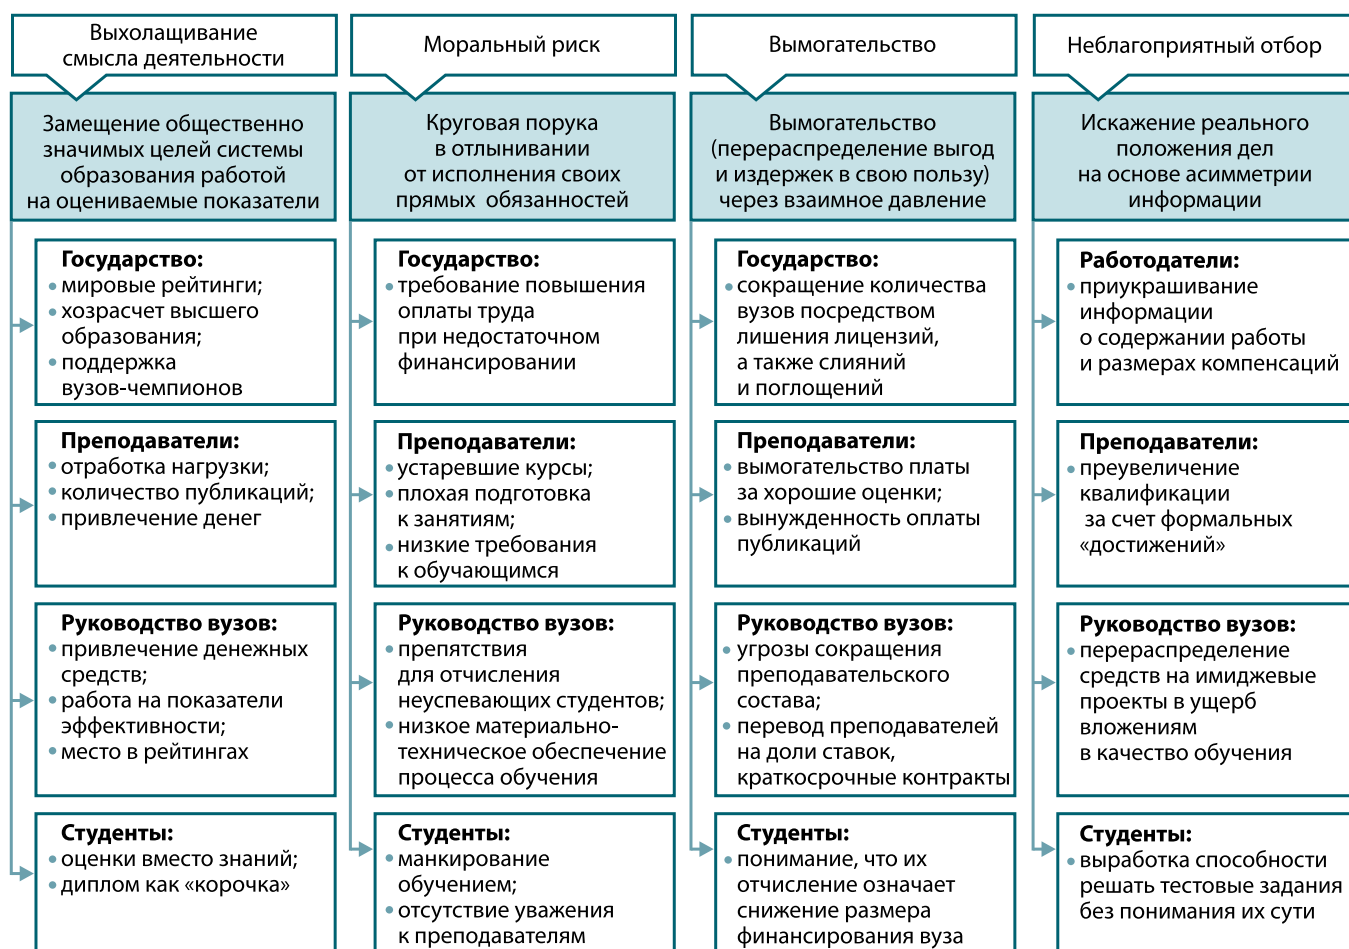 Выхолащивание
смысла деятельности
Замещение общественно
значимых целей системы
образования работой
на оцениваемые показатели
Государство:
• мировые рейтинги;
• хозрасчет высшего
образования;
• поддержка
вузов-чемпионов
Преподаватели:
• отработка нагрузки;
• количество публикаций;
• привлечение денег
Руководство вузов:
• привлечение денежных
средств;
• работа на показатели
эффективности;
• место в рейтингах
Студенты:
• оценки вместо знаний;
• диплом как «корочка»
Моральный риск
Круговая порука
в отлынивании
от исполнения своих
прямых обязанностей
Государство:
• требование повышения
оплаты труда
при недостаточном
финансировании
Преподаватели:
• устаревшие курсы;
• плохая подготовка
к занятиям;
• низкие требования
к обучающимся
Руководство вузов:
• препятствия
для отчисления
неуспевающих студентов;
• низкое материально-
техническое обеспечение
процесса обучения
Студенты:
• манкирование
обучением;
• отсутствие уважения
к преподавателям
Вымогательство
Вымогательство
(перераспределение выгод
и издержек в свою пользу)
через взаимное давление
Государство:
• сокращение количества
вузов посредством
лишения лицензий,
а также слияний
и поглощений
Преподаватели:
• вымогательство платы
за хорошие оценки;
• вынужденность оплаты
публикаций
Руководство вузов:
• угрозы сокращения
преподавательского
состава;
• перевод преподавателей
на доли ставок,
краткосрочные контракты
Студенты:
• понимание, что их
отчисление означает
снижение размера
финансирования вуза
Неблагоприятный отбор
Искажение реального
положения дел
на основе асимметрии
информации
Работодатели:
• приукрашивание
информации
о содержании работы
и размерах компенсаций
Преподаватели:
• преувеличение
квалификации
за счет формальных
«достижений»
Руководство вузов:
• перераспределение
средств на имиджевые
проекты в ущерб
вложениям
в качество обучения
Студенты:
• выработка способности
решать тестовые задания
без понимания их сути